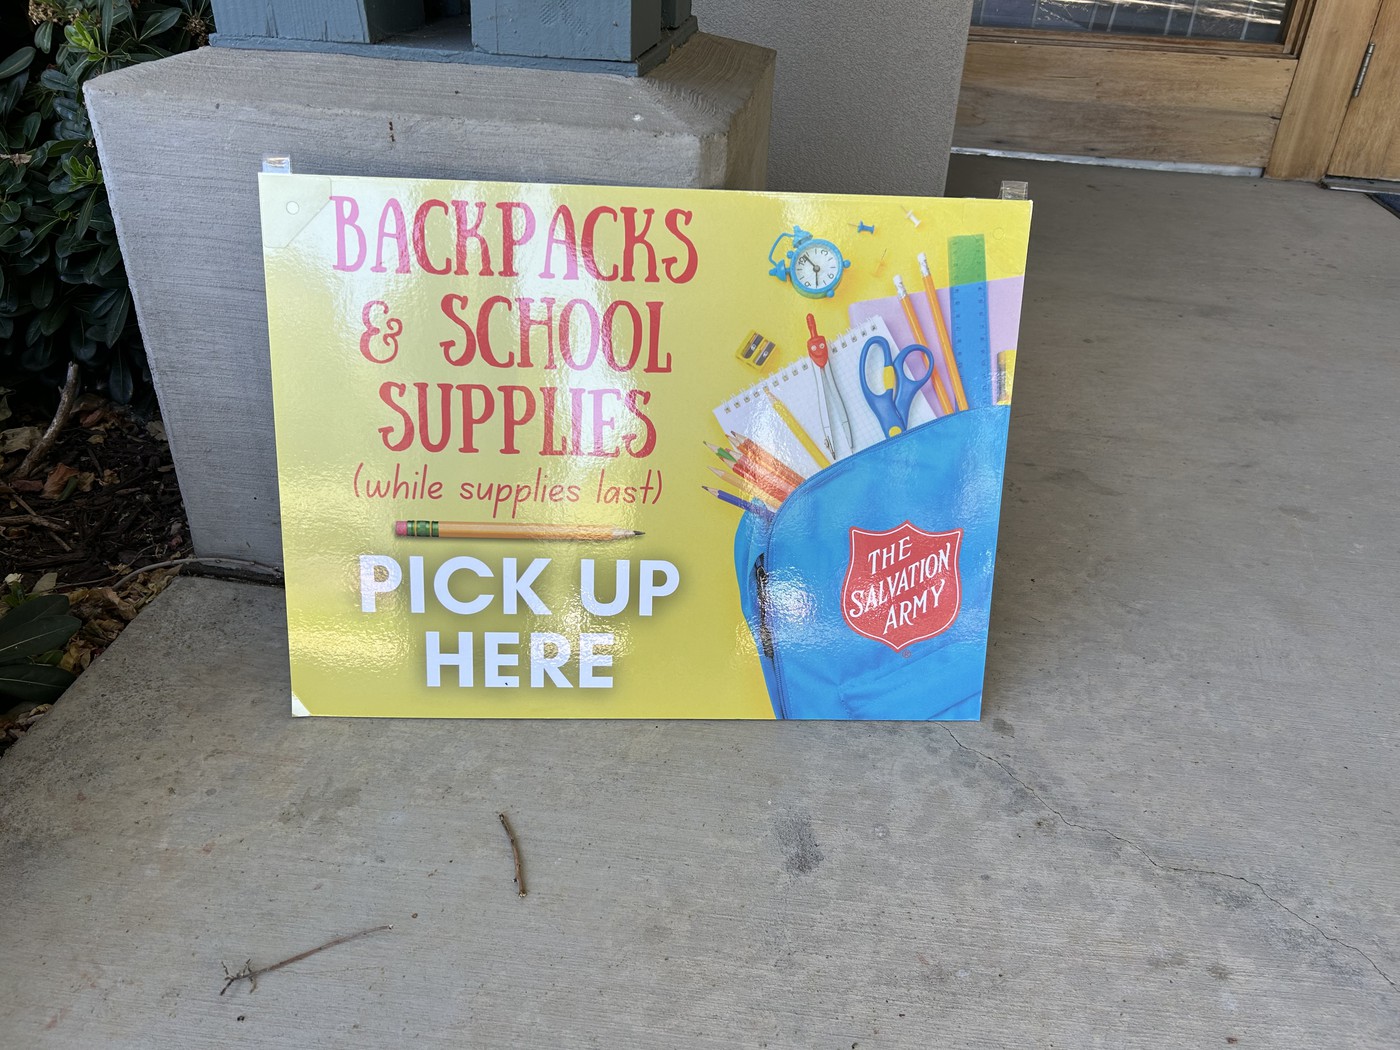 BACKPACKS
& SCHOOL
SUPPLIES
(while supplies last)
PICK UP
HERE
THE
SALVATION
ARMY